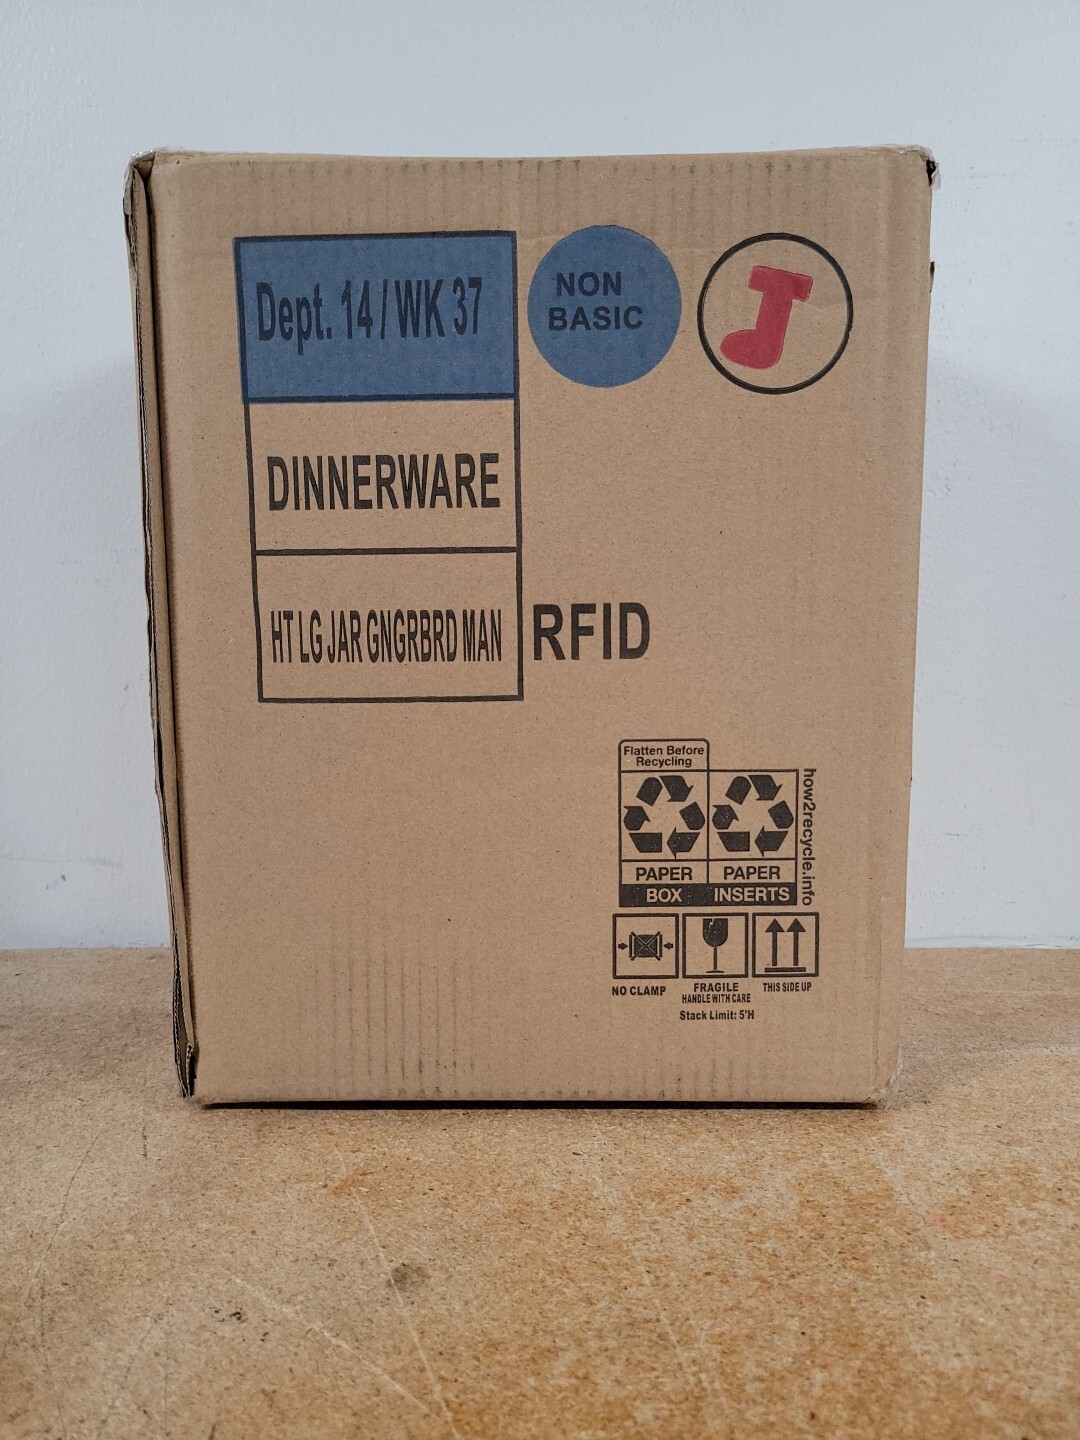 Dept. 14 / WK 37
NON
BASIC
DINNERWARE
HT LG JAR GNGRBRD MAN
RFID
Flatten Before
Recycling
PAPER
BOX
PAPER
INSERTS
how2recycle.info
NO CLAMP
FRAGILE
HANDLE WITH CARE
THIS SIDE UP
Stack Limit: 5'H